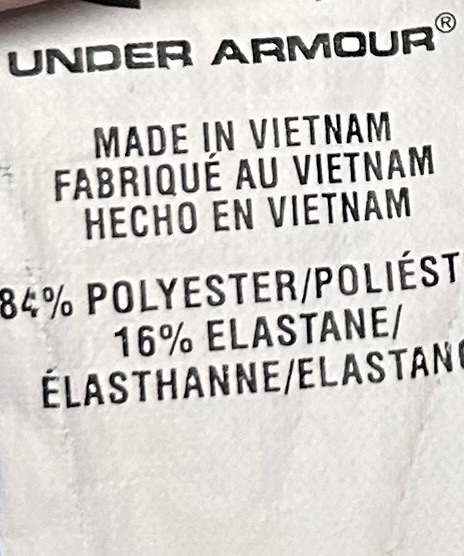 UNDER ARMOUR®
MADE IN VIETNAM
FABRIQUÉ AU VIETNAM
HECHO EN VIETNAM
84% POLYESTER/POLIÉST
16% ELASTANE/
ÉLASTHANNE/ELASTAN